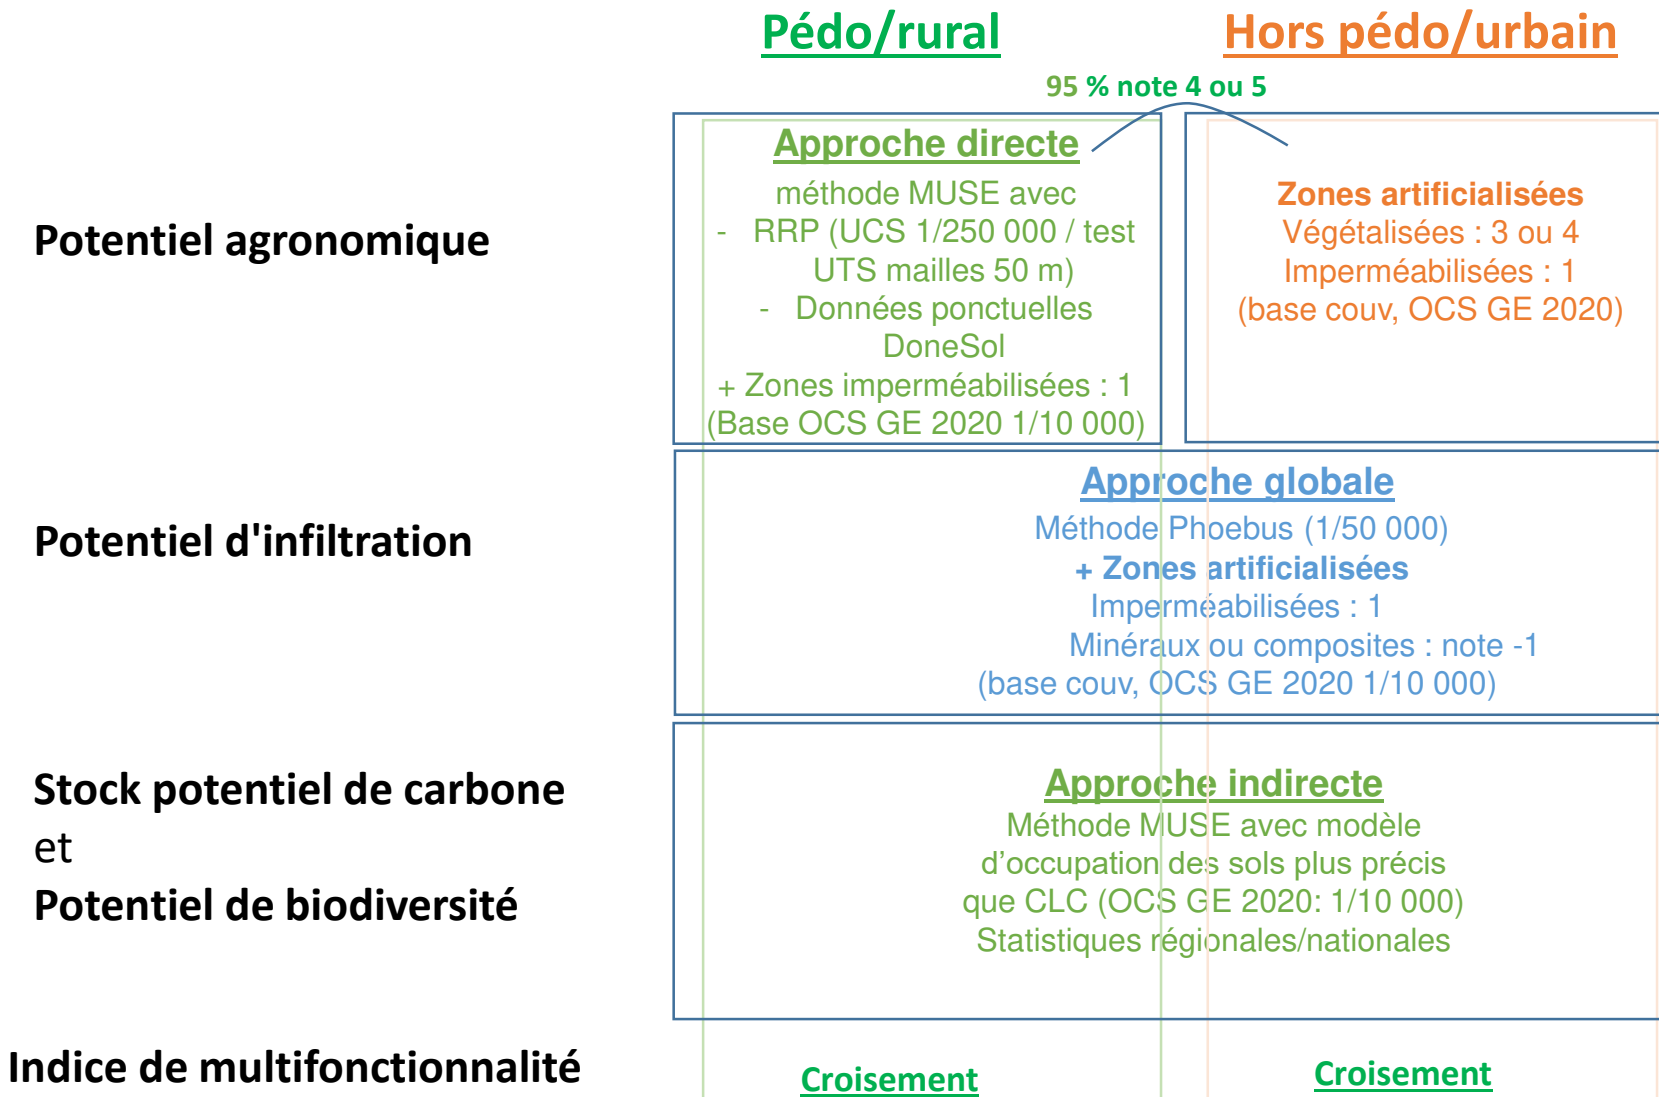 Pédo/rural
Hors pédo/urbain
95 % note 4 ou 5
Potentiel agronomique
Approche directe
méthode MUSE avec
- RRP (UCS 1/250 000 / test
UTS mailles 50 m)
- Données ponctuelles
DoneSol
+ Zones imperméabilisées : 1
(Base OCS GE 2020 1/10 000)
Zones artificialisées
Végétalisées : 3 ou 4
Imperméabilisées : 1
(base couv, OCS GE 2020)
Potentiel d'infiltration
Approche globale
Méthode Phoebus (1/50 000)
+ Zones artificialisées
Imperméabilisées : 1
Minéraux ou composites : note -1
(base couv, OCS GE 2020 1/10 000)
Stock potentiel de carbone
et
Potentiel de biodiversité
Approche indirecte
Méthode MUSE avec modèle
d’occupation des sols plus précis
que CLC (OCS GE 2020: 1/10 000)
Statistiques régionales/nationales
Indice de multifonctionnalité
Croisement
Croisement